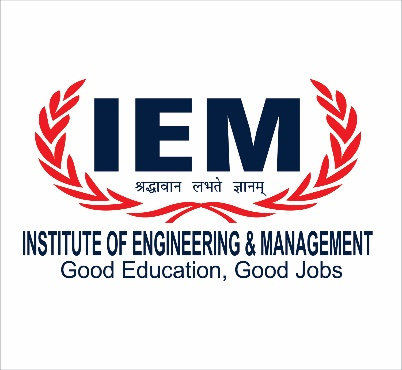 IEM
श्रद्धावान लभते ज्ञानम्
INSTITUTE OF ENGINEERING & MANAGEMENT
Good Education, Good Jobs